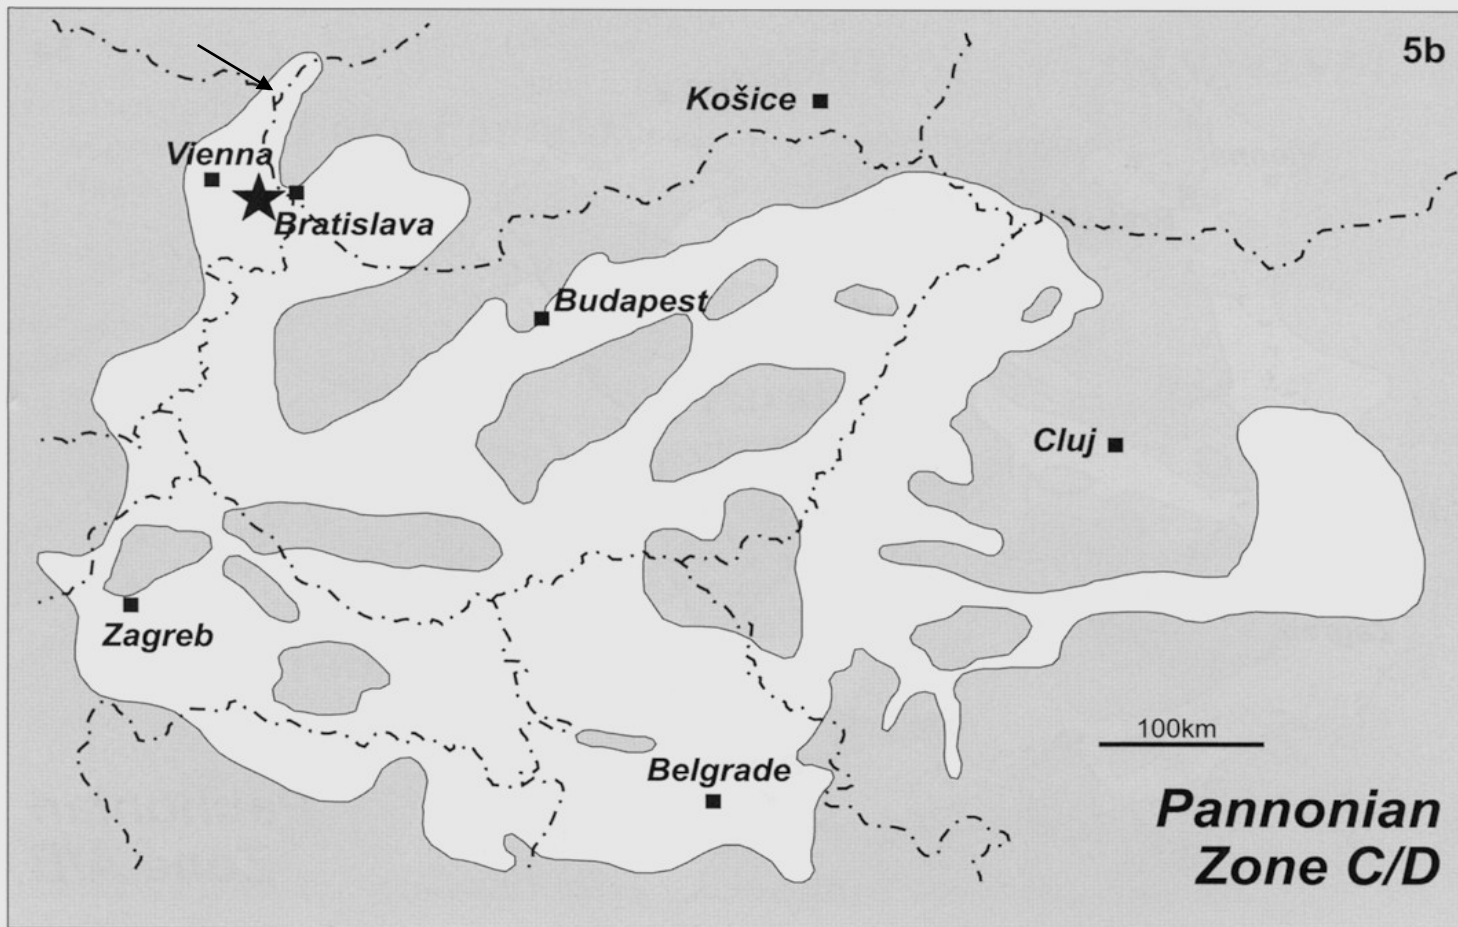 5b
Košice
Vienna
Bratislava
Budapest
Cluj
Zagreb
100km
Belgrade
Pannonian
Zone C/D